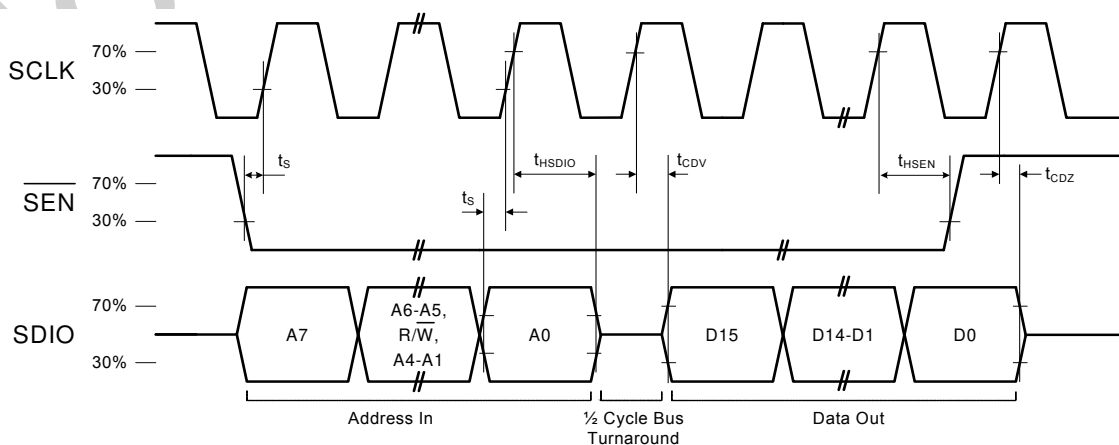 SCLK
70%
30%
SEN
70%
30%
tS
tHSDIO
tCDV
tS
tHSEN
tCDZ
SDIO
70%
30%
A7
A6-A5,
R/W,
A4-A1
A0
D15
D14-D1
D0
Address In
½ Cycle Bus
Turnaround
Data Out